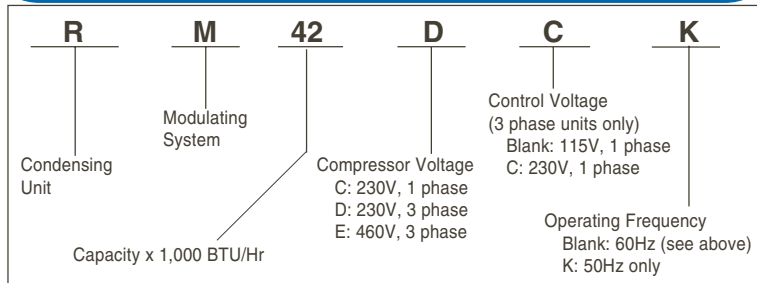 R M 42 D C K
Control Voltage
(3 phase units only)
Blank: 115V, 1 phase
C: 230V, 1 phase
Modulating
System
Condensing
Unit
Compressor Voltage
C: 230V, 1 phase
D: 230V, 3 phase
E: 460V, 3 phase
Operating Frequency
Blank: 60Hz (see above)
K: 50Hz only
Capacity x 1,000 BTU/Hr